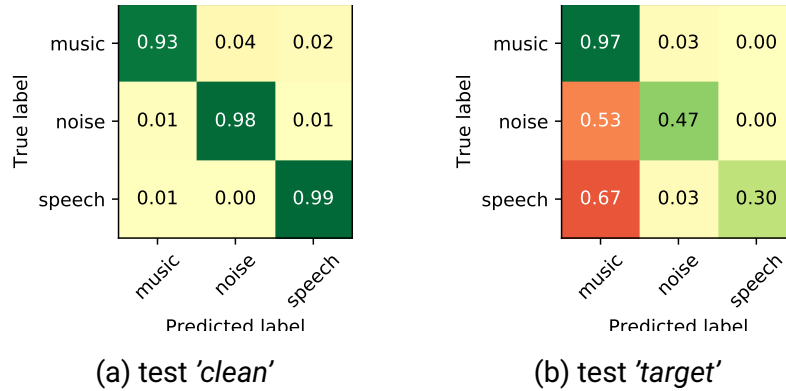 True label
music 0.93 0.04 0.02
noise 0.01 0.98 0.01
speech 0.01 0.00 0.99
music noise speech
Predicted label
(a) test 'clean'
True label
music 0.97 0.03 0.00
noise 0.53 0.47 0.00
speech 0.67 0.03 0.30
music noise speech
Predicted label
(b) test 'target'